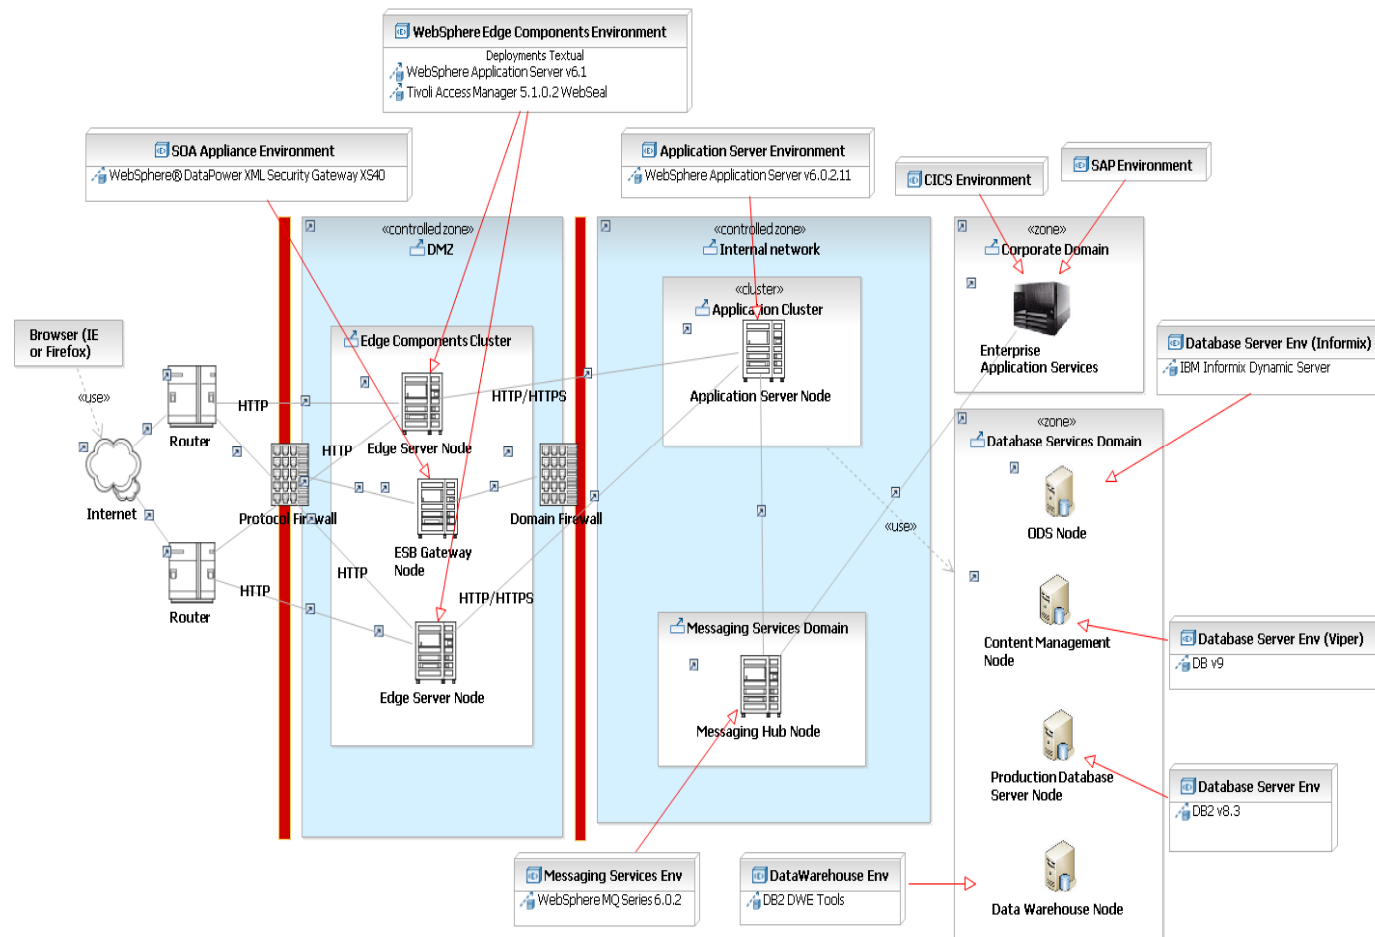 WebSphere Edge Components Environment
Deployments Textual
WebSphere Application Server v6.1
Tivoli Access Manager 5.1.0.2 WebSeal
SOA Appliance Environment
WebSphere® DataPower XML Security Gateway XS40
Application Server Environment
WebSphere Application Server v6.0.2.11
CICS Environment
SAP Environment
«controlled zone»
DMZ
«controlled zone»
Internal network
«zone»
Corporate Domain
«cluster»
Application Cluster
Browser (IE
or Firefox)
Edge Components Cluster
Enterprise
Application Services
Database Server Env (Informix)
IBM Informix Dynamic Server
«use»
HTTP
HTTP/HTTPS
Application Server Node
Router
HTTP
Edge Server Node
«zone»
Database Services Domain
Internet
Protocol Firewall
Domain Firewall
«use»
ODS Node
ESB Gateway
Node
HTTP
HTTP
HTTP/HTTPS
Router
Messaging Services Domain
Content Management
Node
Database Server Env (Viper)
DB v9
Edge Server Node
Messaging Hub Node
Production Database
Server Node
Database Server Env
DB2 v8.3
Messaging Services Env
WebSphere MQ Series 6.0.2
DataWarehouse Env
DB2 DWE Tools
Data Warehouse Node